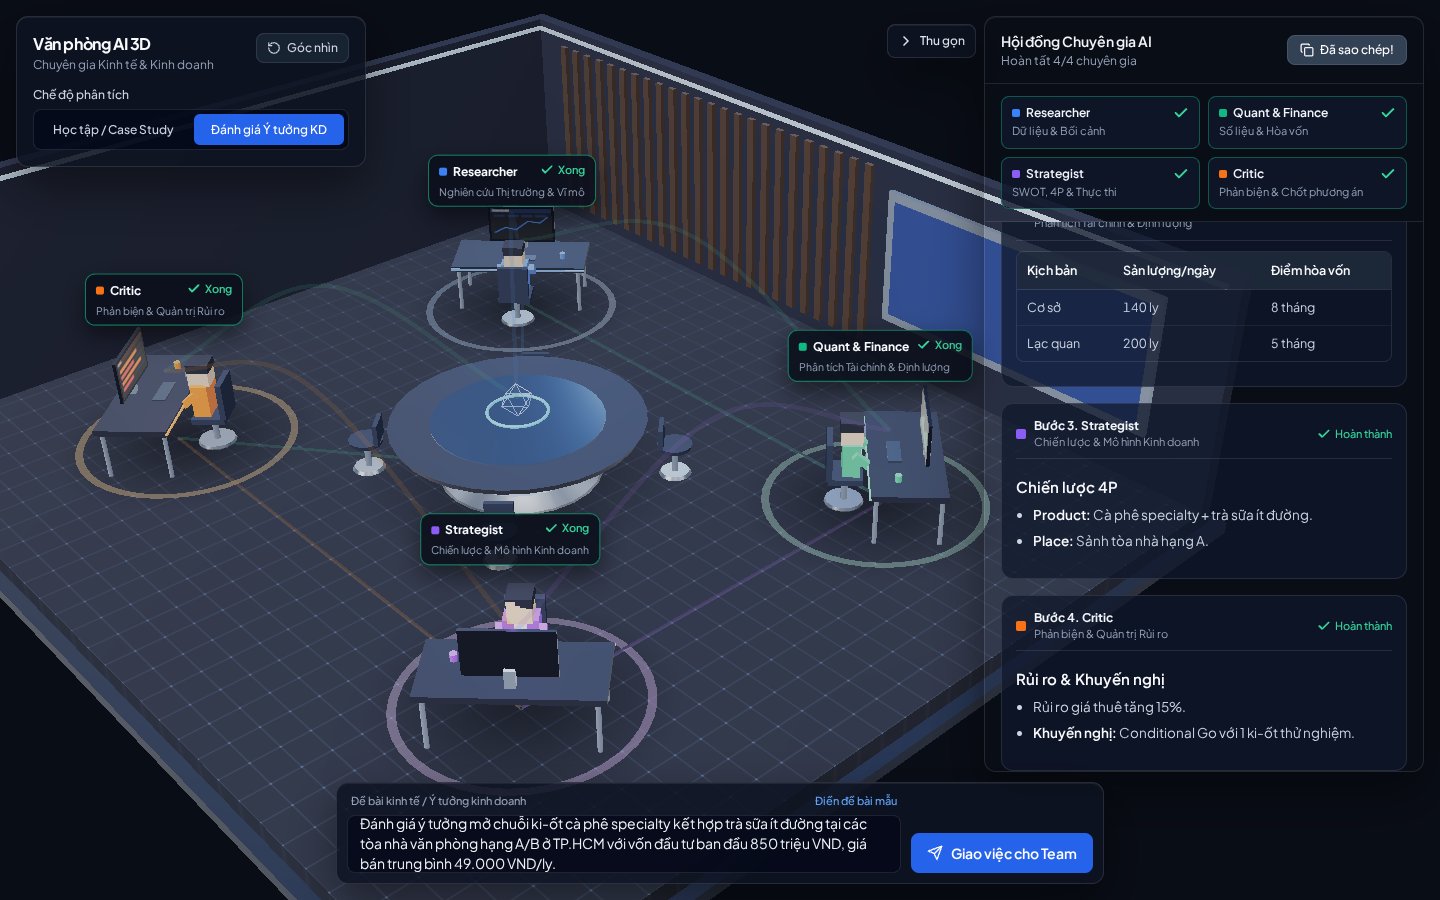 Văn phòng AI 3D
Chuyên gia Kinh tế & Kinh doanh
Góc nhìn
Chế độ phân tích
Học tập / Case Study
Đánh giá Ý tưởng KD
Thu gọn
Hội đồng Chuyên gia AI
Hoàn tất 4/4 chuyên gia
Đã sao chép!
Researcher
Dữ liệu & Bối cảnh
Quant & Finance
Số liệu & Hòa vốn
Strategist
SWOT, 4P & Thực thi
Critic
Phản biện & Chốt phương án
Phân tích Tài chính & Định lượng
Kịch bản Sản lượng/ngày Điểm hòa vốn
Cơ sở 140 ly 8 tháng
Lạc quan 200 ly 5 tháng
Bước 3. Strategist
Chiến lược & Mô hình Kinh doanh
Hoàn thành
Chiến lược 4P
Product: Cà phê specialty + trà sữa ít đường.
Place: Sảnh tòa nhà hạng A.
Bước 4. Critic
Phản biện & Quản trị Rủi ro
Hoàn thành
Rủi ro & Khuyến nghị
Rủi ro giá thuê tăng 15%.
Khuyến nghị: Conditional Go với 1 ki-ốt thử nghiệm.
Researcher Xong
Nghiên cứu Thị trường & Vĩ mô
Critic Xong
Phản biện & Quản trị Rủi ro
Quant & Finance Xong
Phân tích Tài chính & Định lượng
Strategist Xong
Chiến lược & Mô hình Kinh doanh
Đề bài kinh tế / Ý tưởng kinh doanh
Điền đề bài mẫu
Đánh giá ý tưởng mở chuỗi ki-ốt cà phê specialty kết hợp trà sữa ít đường tại các
tòa nhà văn phòng hạng A/B ở TP.HCM với vốn đầu tư ban đầu 850 triệu VND, giá
bán trung bình 49.000 VND/ly.
Giao việc cho Team